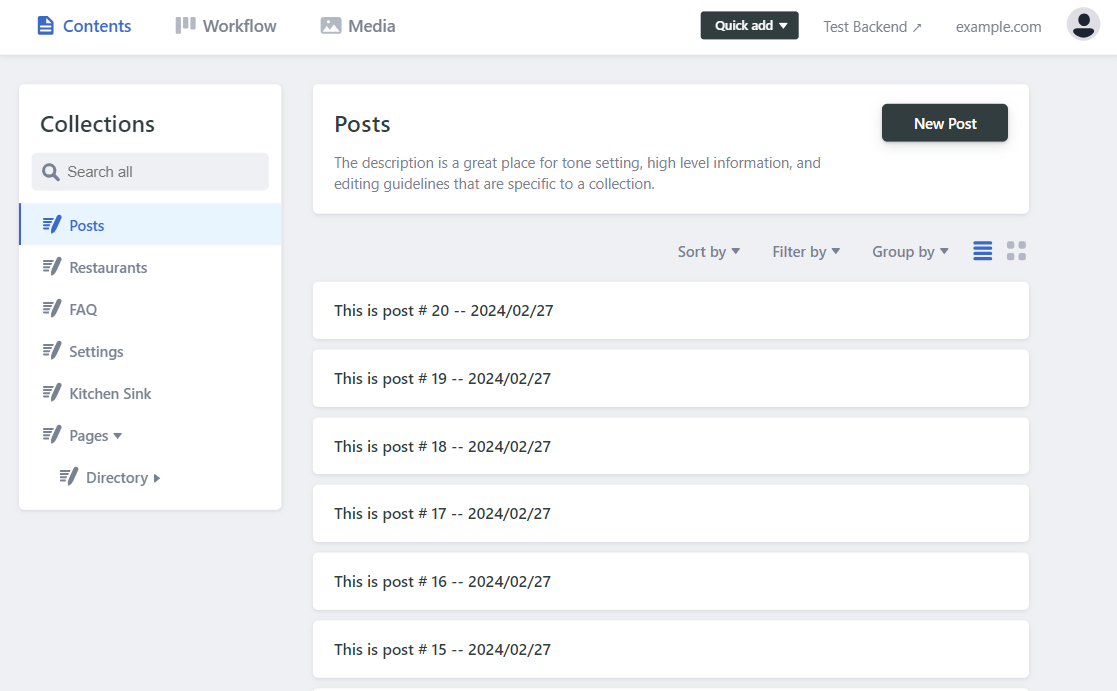 Contents
Workflow
Media
Quick add
Test Backend ↗
example.com
Collections
Search all
Posts
Restaurants
FAQ
Settings
Kitchen Sink
Pages
Directory
Posts
New Post
The description is a great place for tone setting, high level information, and
editing guidelines that are specific to a collection.
Sort by
Filter by
Group by
This is post # 20 -- 2024/02/27
This is post # 19 -- 2024/02/27
This is post # 18 -- 2024/02/27
This is post # 17 -- 2024/02/27
This is post # 16 -- 2024/02/27
This is post # 15 -- 2024/02/27